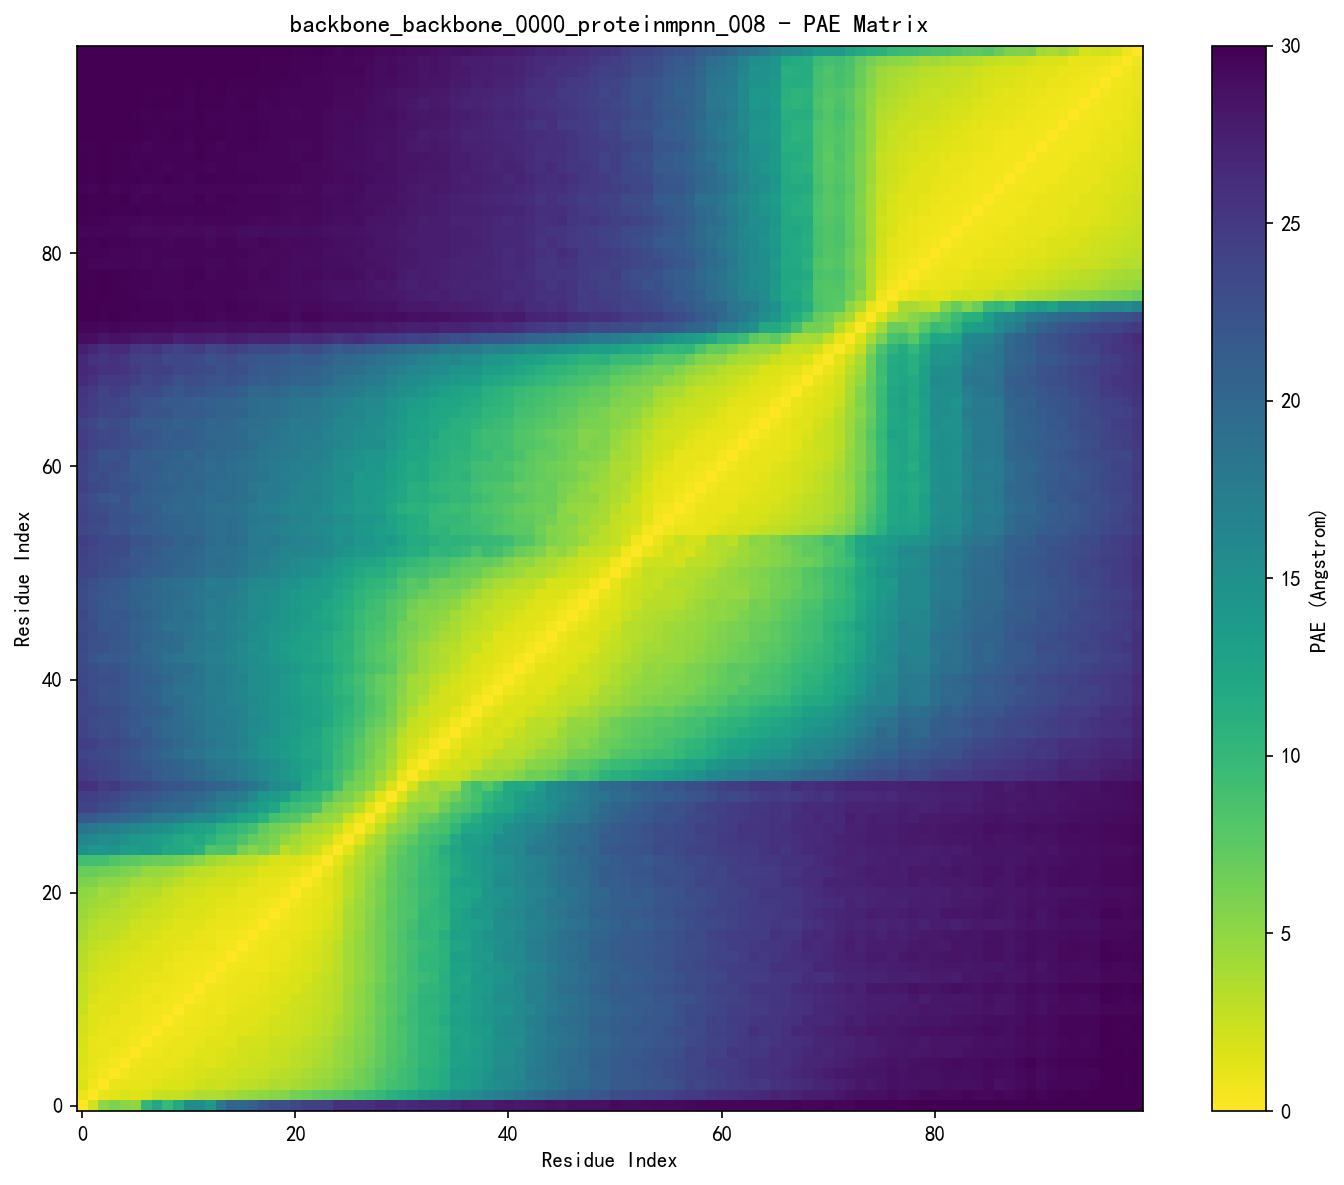 backbone_backbone_0000_proteinmpnn_008 - PAE Matrix
80
60
40
20
0
Residue Index
0 20 40 60 80
Residue Index
30
25
20
15
10
5
0
PAE (Angstrom)